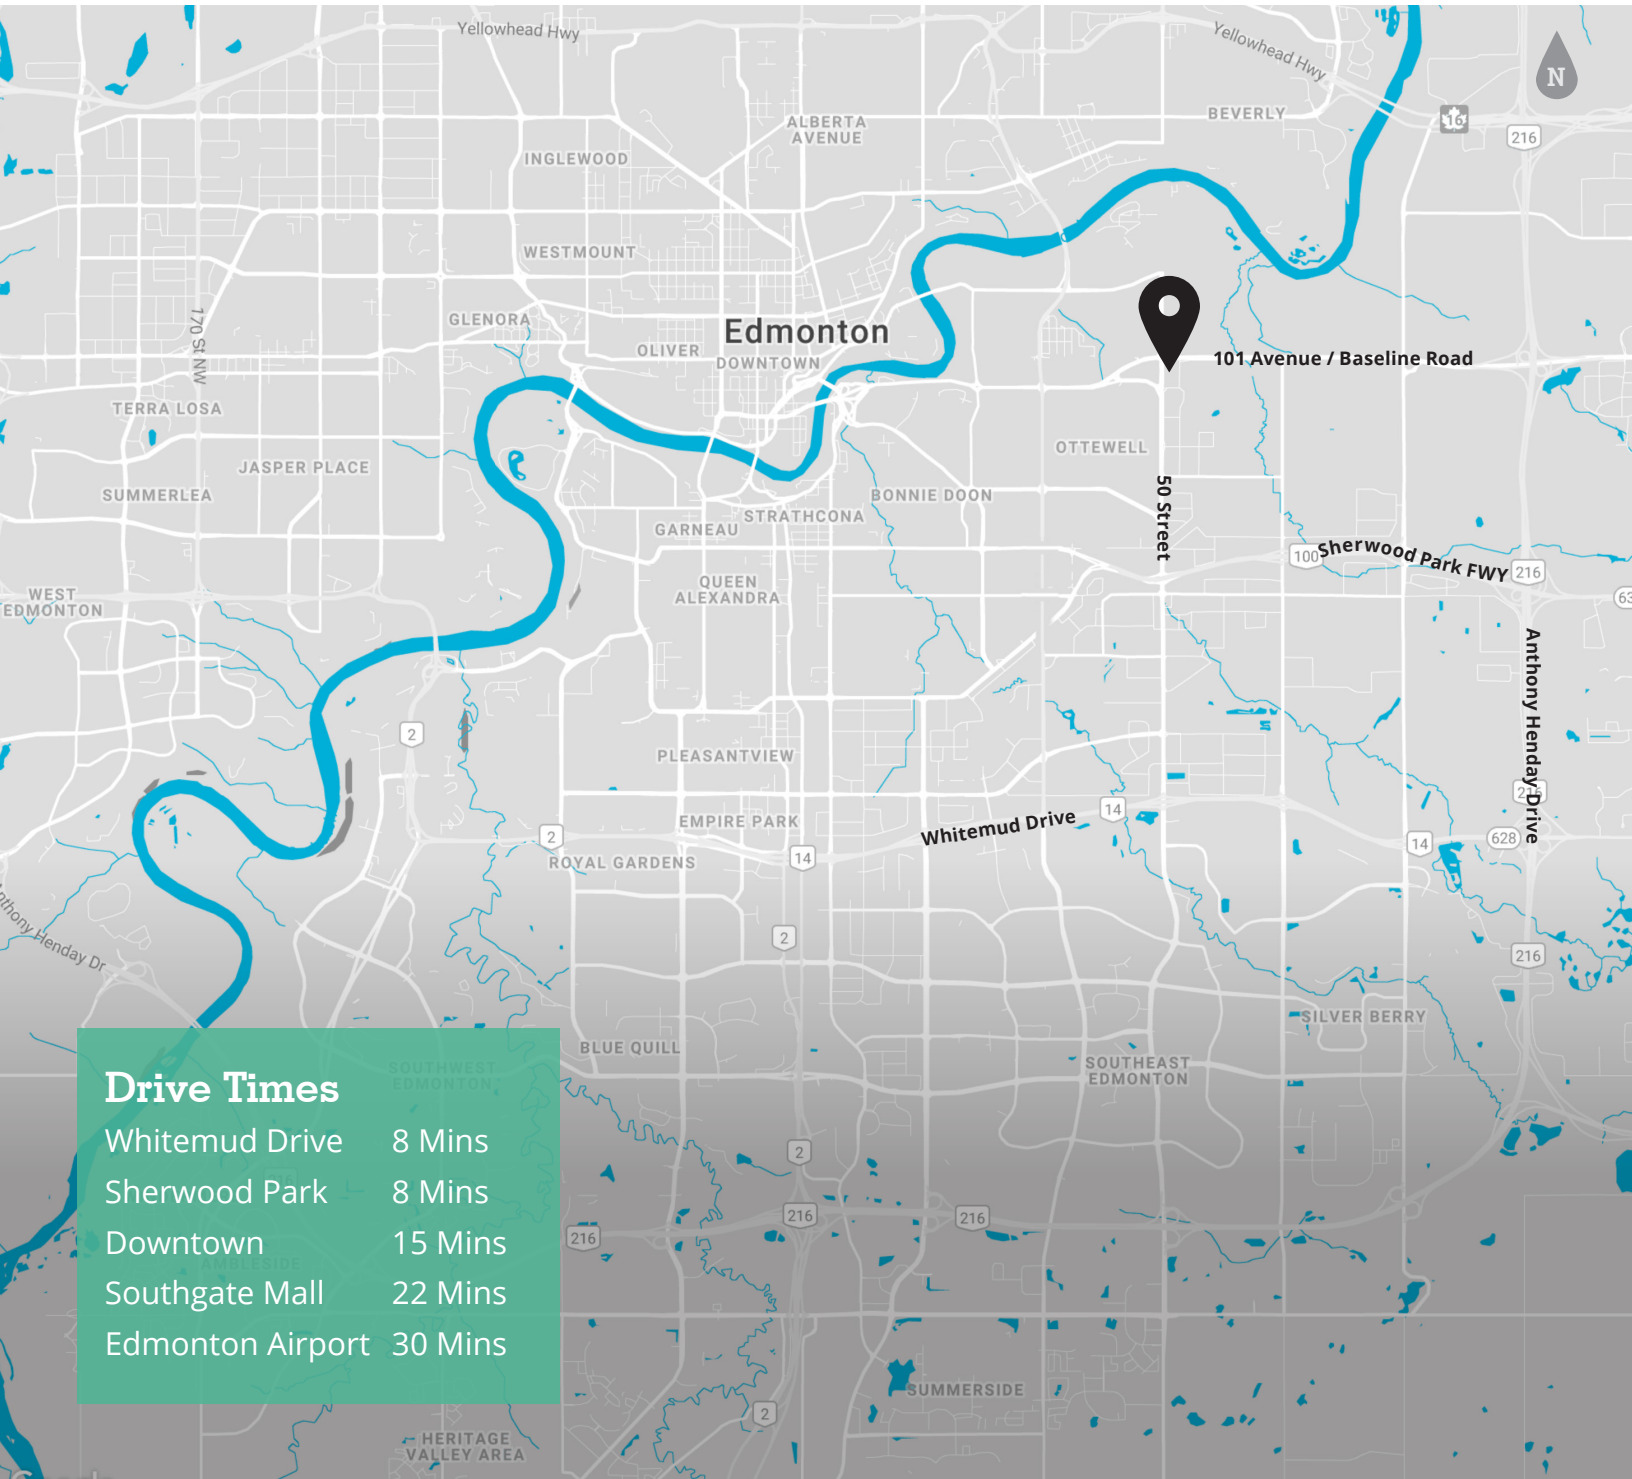 Yellowhead Hwy
Yellowhead Hwy
N
BEVERLY
16
216
ALBERTA
AVENUE
INGLEWOOD
WESTMOUNT
170 St NW
GLENORA
Edmonton
OLIVER
DOWNTOWN
101 Avenue / Baseline Road
TERRA LOSA
OTTEWELL
JASPER PLACE
SUMMERLEA
BONNIE DOON
50 Street
STRATHCONA
GARNEAU
100
Sherwood Park FWY
216
QUEEN
ALEXANDRA
WEST
EDMONTON
63
Anthony Henday Drive
2
PLEASANTVIEW
216
14
EMPIRE PARK
Whitemud Drive
2
14
628
14
ROYAL GARDENS
Anthony Henday Dr
2
216
SILVER BERRY
BLUE QUILL
SOUTHWEST
EDMONTON
SOUTHEAST
EDMONTON
Drive Times
Whitemud Drive 8 Mins
Sherwood Park 8 Mins
Downtown 15 Mins
Southgate Mall 22 Mins
Edmonton Airport 30 Mins
2
216
216
216
AMBLESIDE
SUMMERSIDE
2
HERITAGE
VALLEY AREA